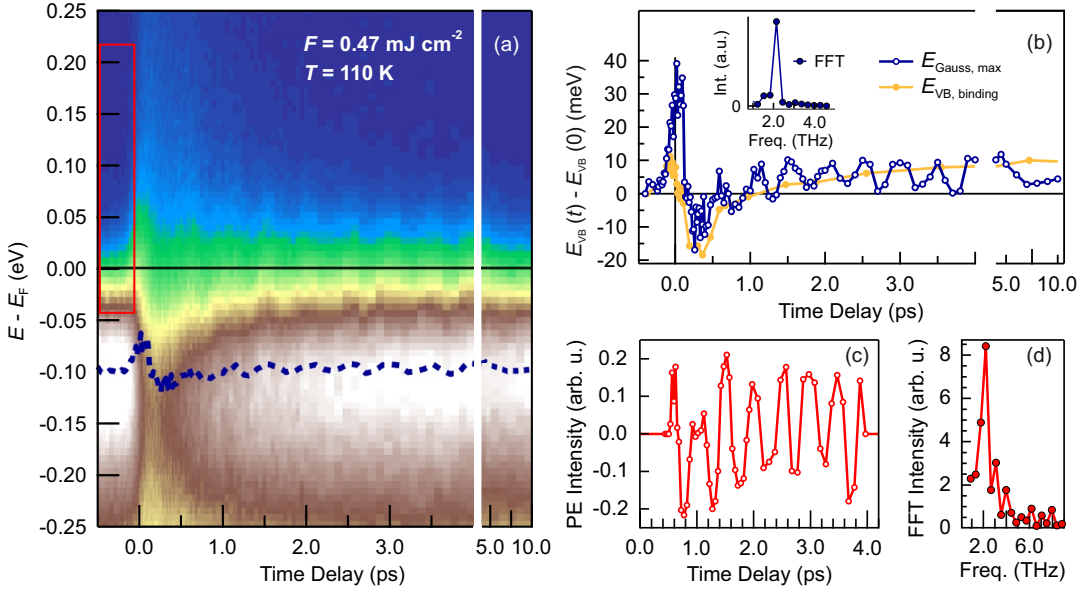 F = 0.47 mJ cm⁻²
T = 110 K
(a)
E - E_F (eV)
0.25
0.20
0.15
0.10
0.05
0.00
-0.05
-0.10
-0.15
-0.20
-0.25
0.0 1.0 2.0 3.0 5.0 10.0
Time Delay (ps)
(b)
E_VB (t) - E_VB (0) (meV)
40
30
20
10
0
-10
-20
0.0 1.0 2.0 3.0 5.0 10.0
Time Delay (ps)
Int. (a.u.)
0
FFT
2.0 4.0
Freq. (THz)
E_Gauss, max
E_VB, binding
(c)
PE Intensity (arb. u.)
0.2
0.1
0.0
-0.1
-0.2
0.0 1.0 2.0 3.0 4.0
Time Delay (ps)
(d)
FFT Intensity (arb. u.)
8
6
4
2
0
2.0 6.0
Freq. (THz)